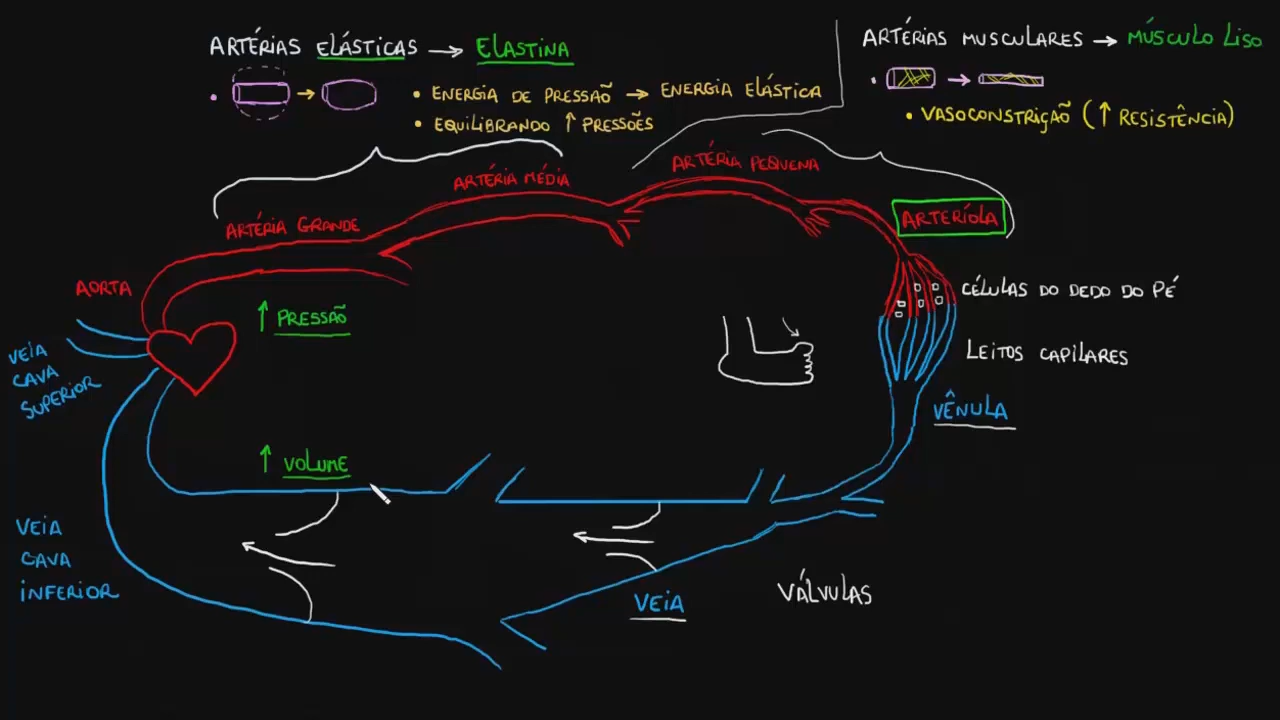 ARTÉRIAS ELÁSTICAS → ELASTINA
• → • ENERGIA DE PRESSÃO → ENERGIA ELÁSTICA
• EQUILIBRANDO ↑ PRESSÕES
ARTÉRIAS MUSCULARES → MÚSCULO LISO
• →
• VASOCONSTRIÇÃO (↑ RESISTÊNCIA)
ARTÉRIA PEQUENA
ARTÉRIA MÉDIA
ARTÉRIA GRANDE
ARTERÍOLA
AORTA
CÉLULAS DO DEDO DO PÉ
↑ PRESSÃO
VEIA
CAVA
SUPERIOR
LEITOS CAPILARES
VÊNULA
↑ VOLUME
VEIA
CAVA
INFERIOR
VEIA
VÁLVULAS